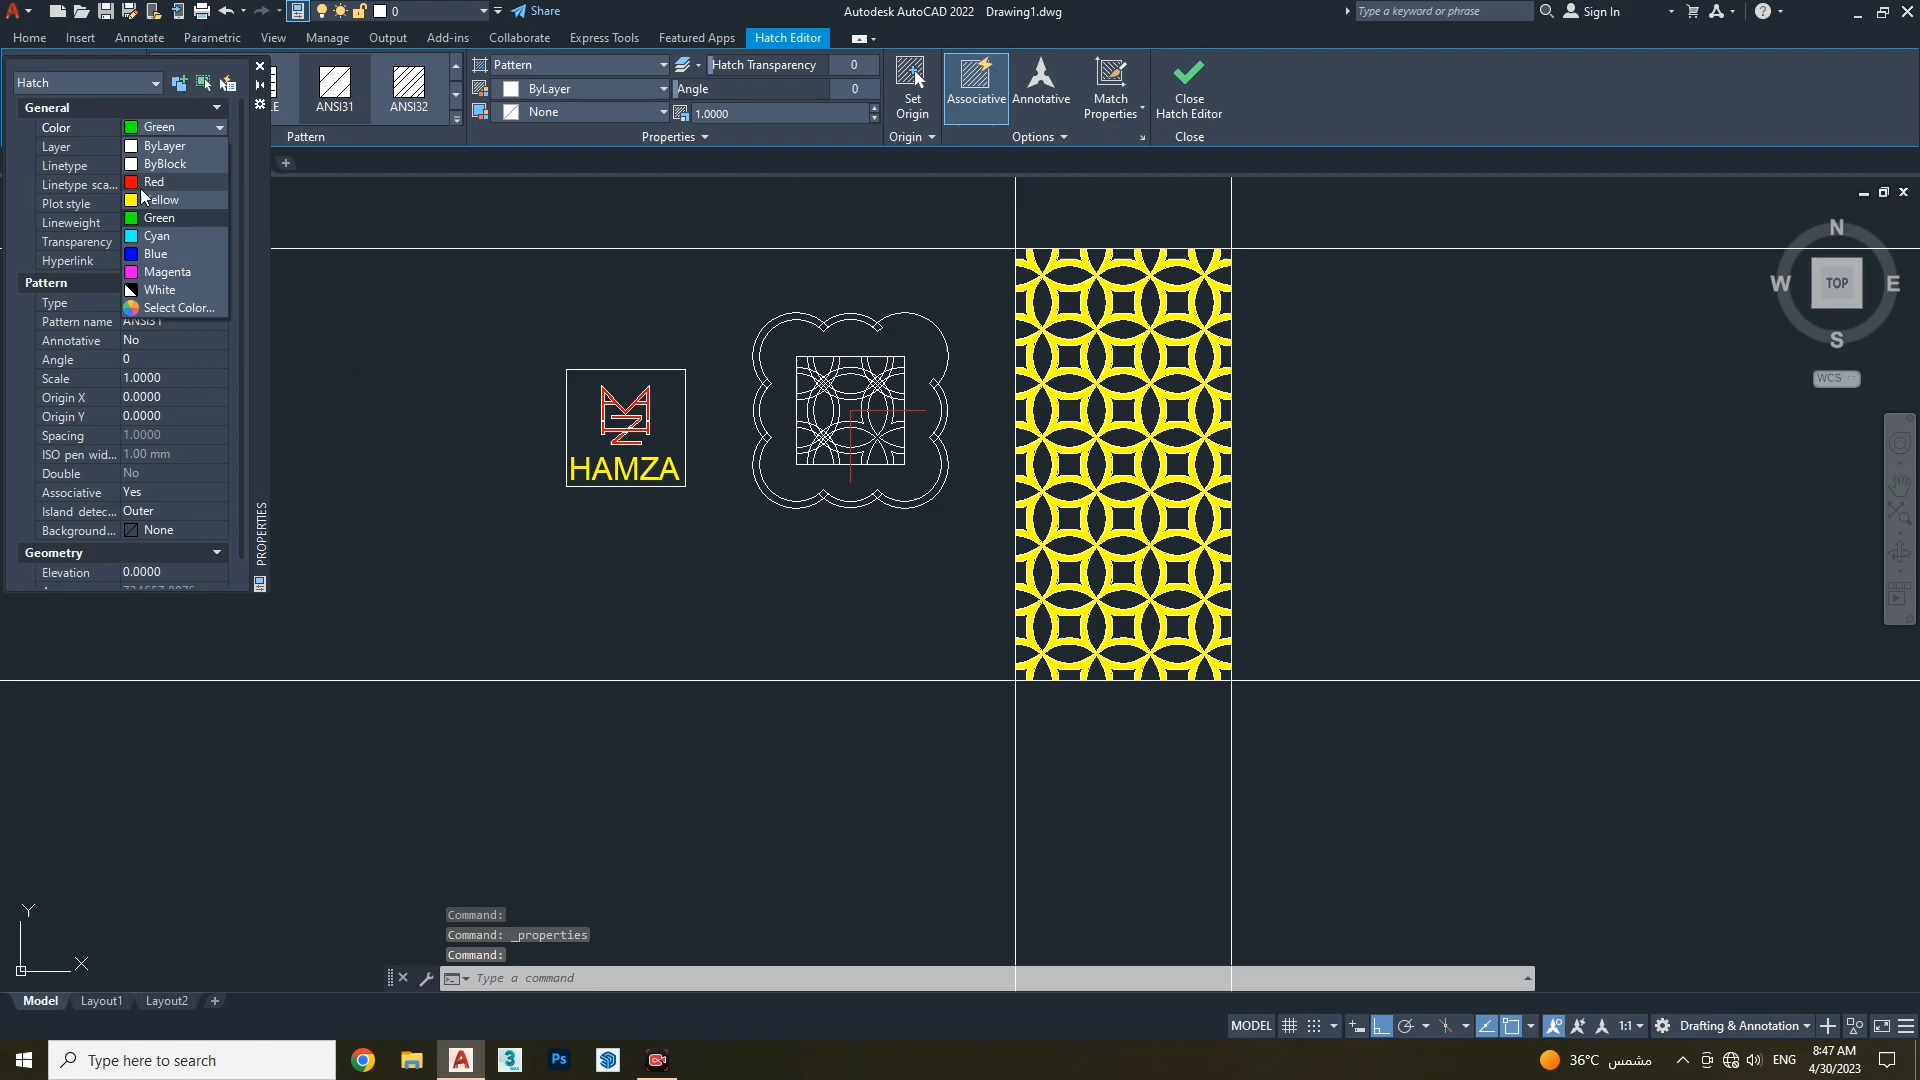 0
Share
Autodesk AutoCAD 2022 Drawing1.dwg
Type a keyword or phrase
Sign In
Home Insert Annotate Parametric View Manage Output Add-ins Collaborate Express Tools Featured Apps Hatch Editor
Hatch
General
Color Green
Layer
Linetype
Linetype sca...
Plot style
Lineweight
Transparency
Hyperlink
ByLayer
ByBlock
Red
Green
Cyan
Blue
Magenta
White
Select Color...
Pattern
Type
Pattern name ANSI31
Annotative No
Angle 0
Scale 1.0000
Origin X 0.0000
Origin Y 0.0000
Spacing 1.0000
ISO pen wid... 1.00 mm
Double No
Associative Yes
Island detec... Outer
Background... None
Geometry
Elevation 0.0000
PROPERTIES
ANSI31
ANSI32
Pattern
Pattern
ByLayer
None
Hatch Transparency 0
Angle 0
1.0000
Properties
Set
Origin
Origin
Associative
Annotative
Match
Properties
Options
Close
Hatch Editor
Close
HAMZA
N
W TOP E
S
WCS
Y
X
Command:
Command: _properties
Command:
Type a command
Model Layout1 Layout2
MODEL
1:1
Drafting & Annotation
Type here to search
Ps
36°C مشمس
ENG
8:47 AM
4/30/2023